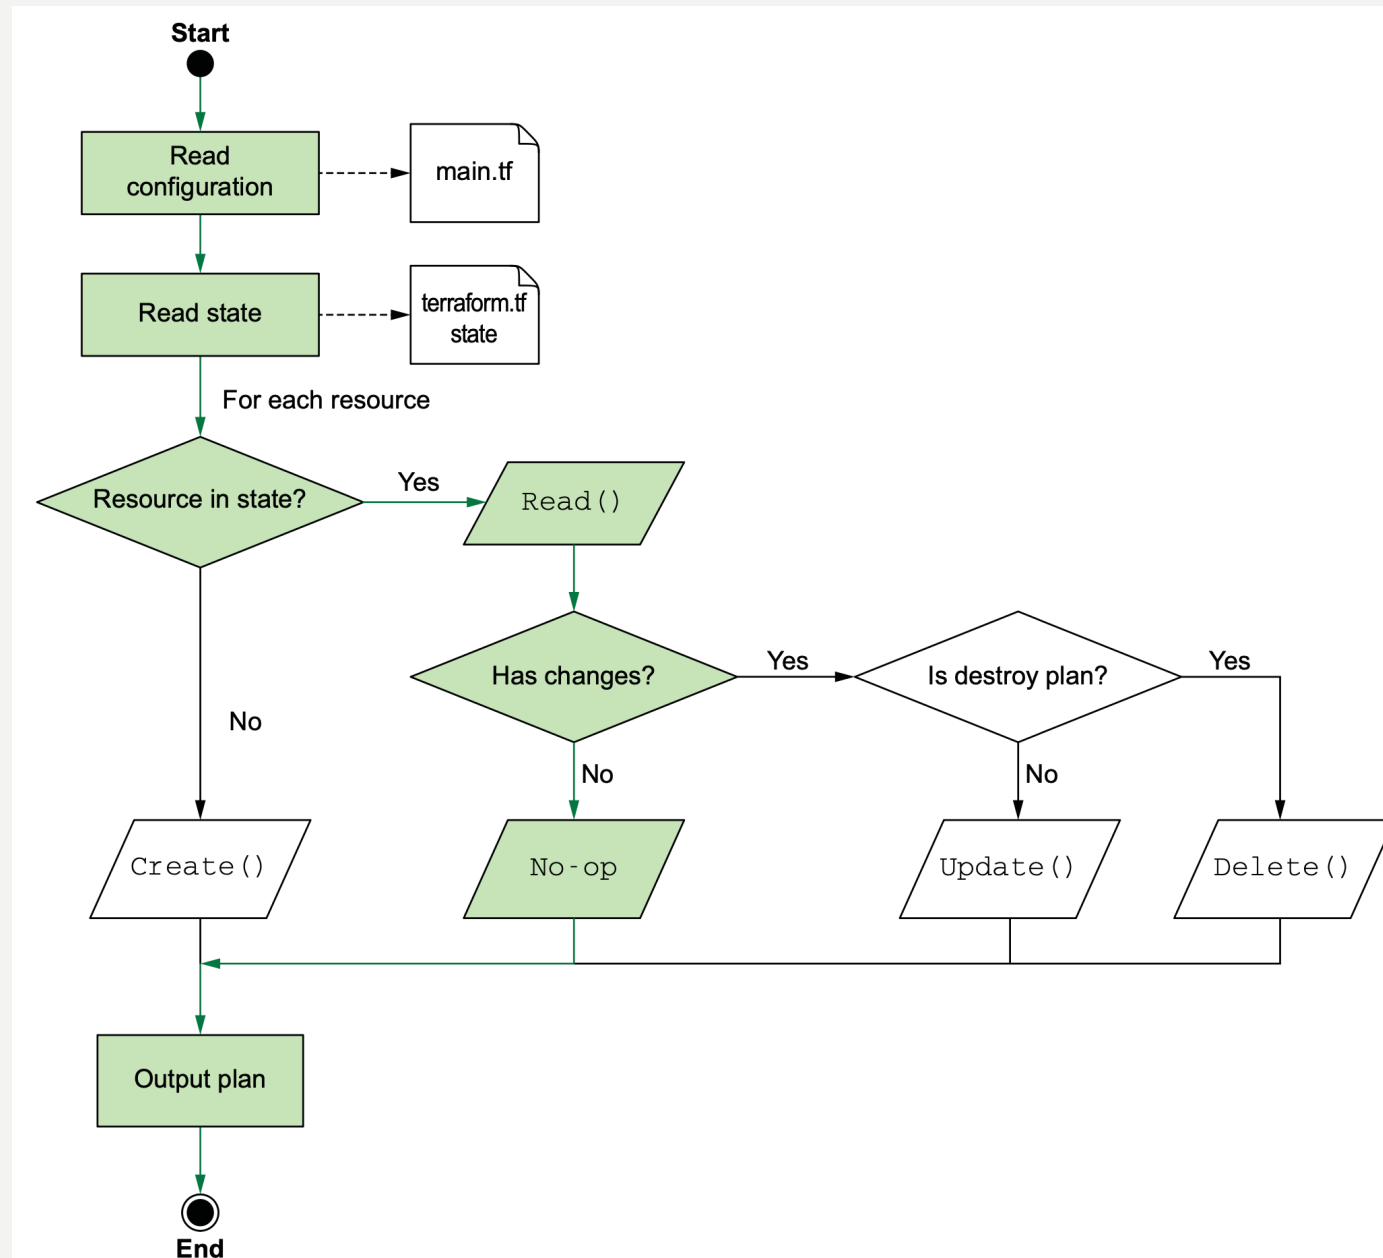 Start
Read
configuration
main.tf
Read state
terraform.tf
state
For each resource
Resource in state?
Yes
Read()
Has changes?
Yes
Is destroy plan?
Yes
No
No
No
Create()
No-op
Update()
Delete()
Output plan
End